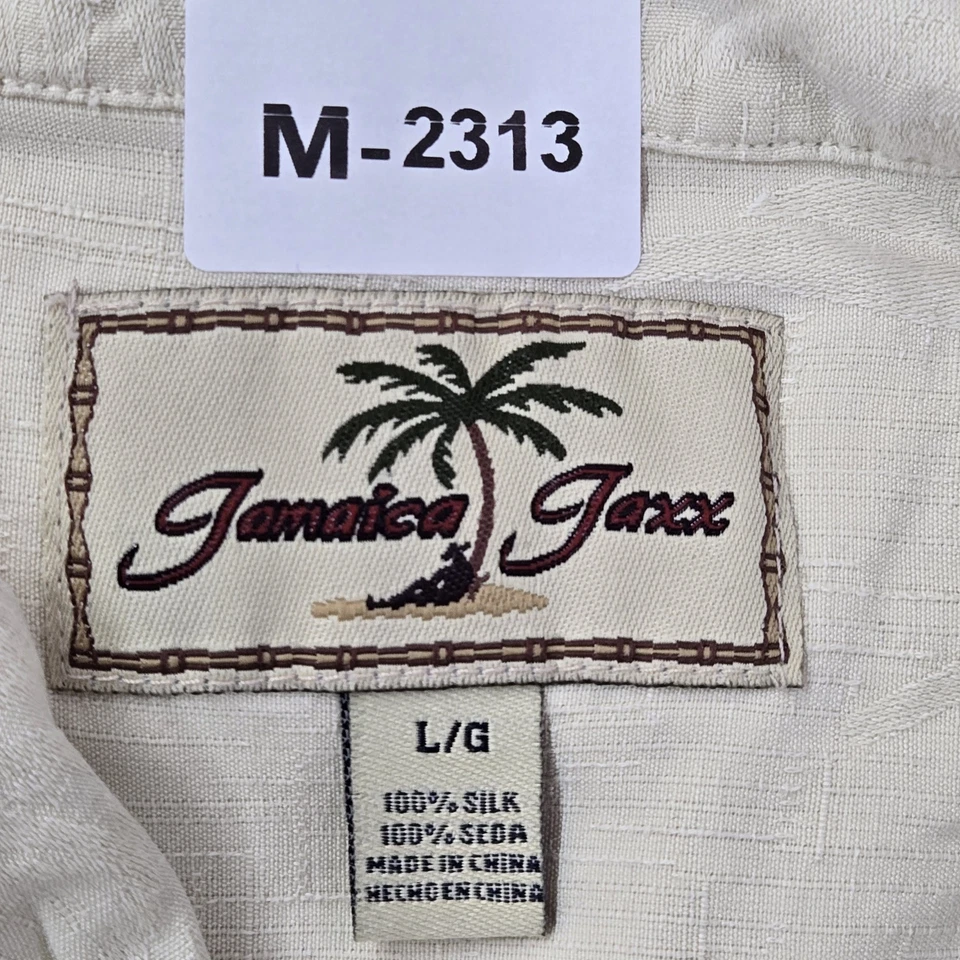 M-2313
Jamaica Jaxx
L/G
100% SILK
100% SEDA
MADE IN CHINA
HECHO EN CHINA